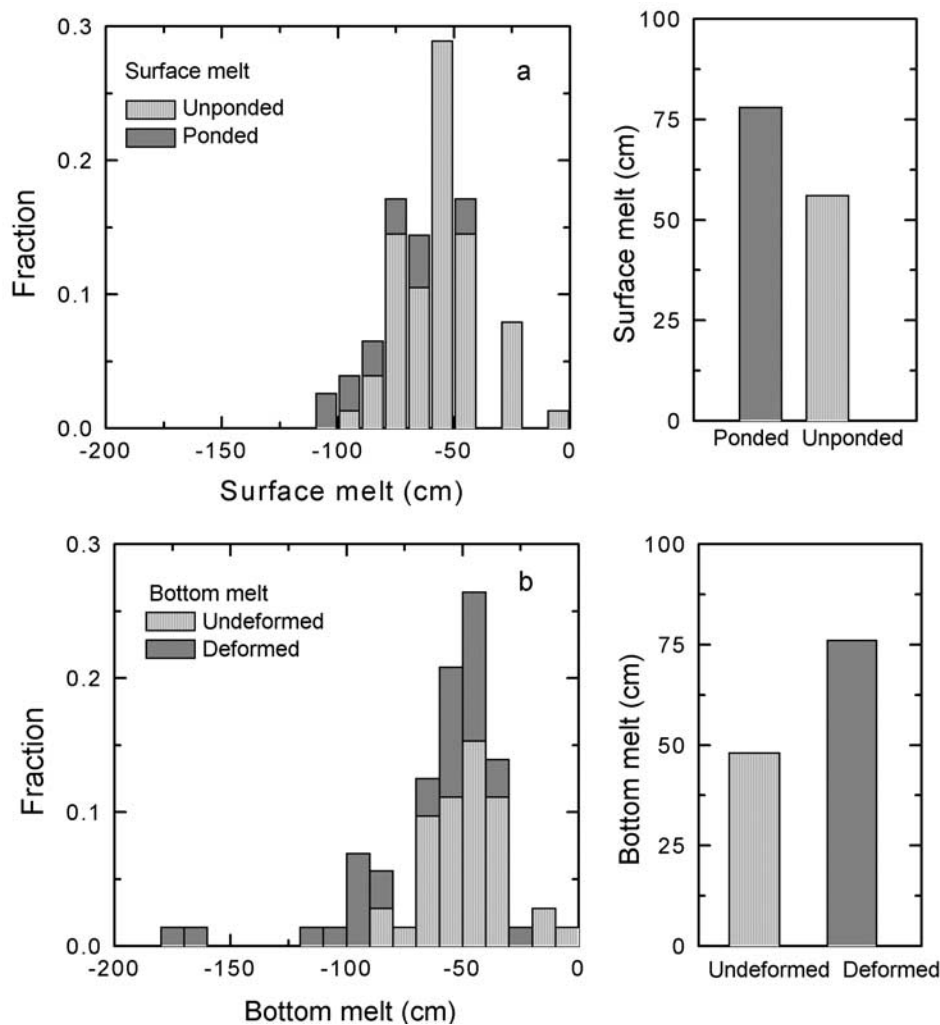 0.3
0.2
0.1
0.0
Fraction
Surface melt
Unponded
Ponded
a
-200
-150
-100
-50
0
Surface melt (cm)
100
75
50
25
0
Surface melt (cm)
Ponded
Unponded
0.3
0.2
0.1
0.0
Fraction
Bottom melt
Undeformed
Deformed
b
-200
-150
-100
-50
0
Bottom melt (cm)
100
75
50
25
0
Bottom melt (cm)
Undeformed
Deformed